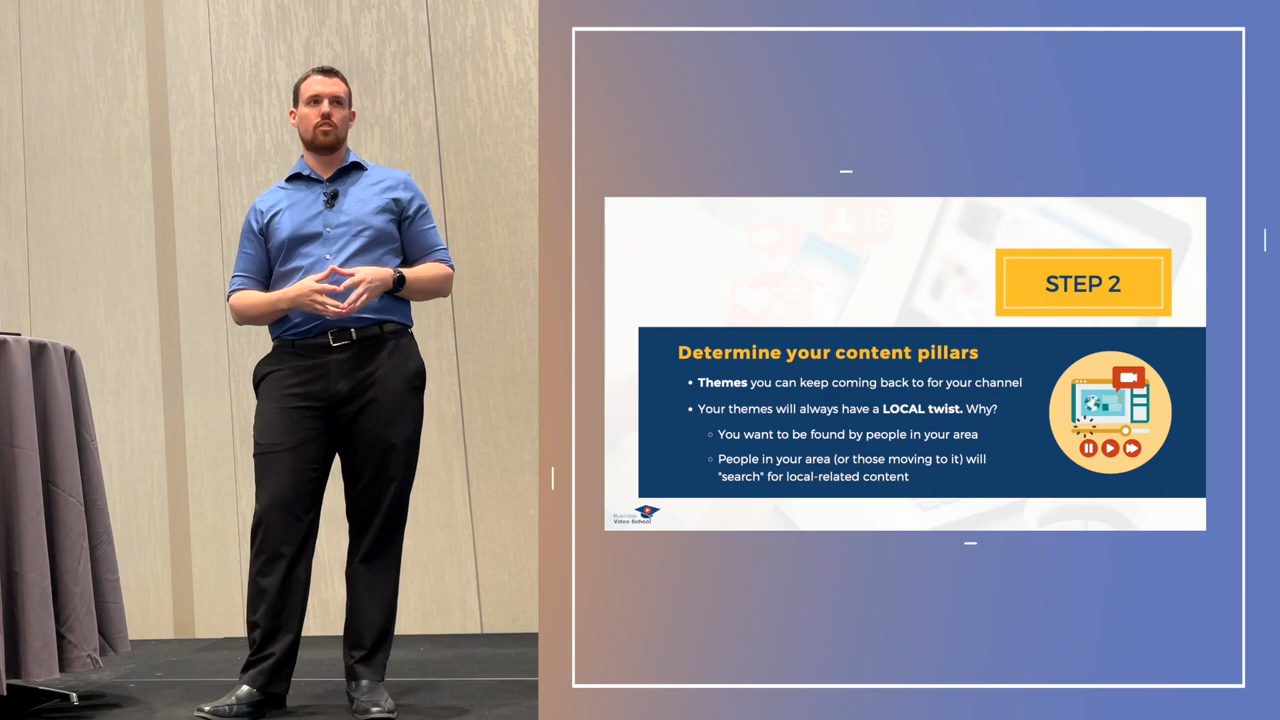 STEP 2
Determine your content pillars
• Themes you can keep coming back to for your channel
• Your themes will always have a LOCAL twist. Why?
○ You want to be found by people in your area
○ People in your area (or those moving to it) will
"search" for local-related content
Business
Video School